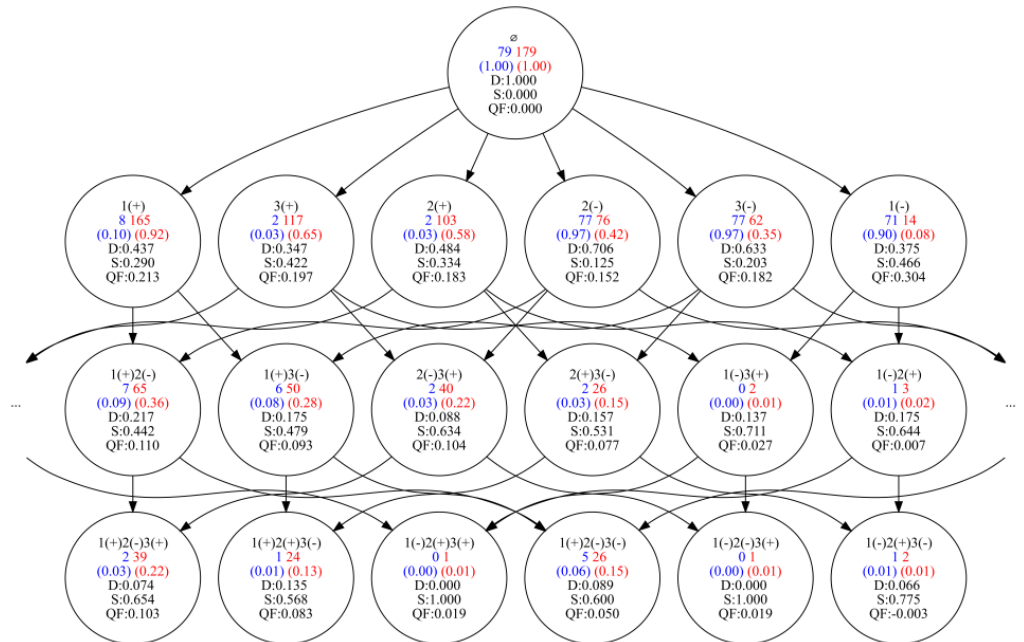 ∅
79 179
(1.00) (1.00)
D:1.000
S:0.000
QF:0.000
1(+)
8 165
(0.10) (0.92)
D:0.437
S:0.290
QF:0.213
3(+)
2 117
(0.03) (0.65)
D:0.347
S:0.422
QF:0.197
2(+)
2 103
(0.03) (0.58)
D:0.484
S:0.334
QF:0.183
2(-)
77 76
(0.97) (0.42)
D:0.706
S:0.125
QF:0.152
3(-)
77 62
(0.97) (0.35)
D:0.633
S:0.203
QF:0.182
1(-)
71 14
(0.90) (0.08)
D:0.375
S:0.466
QF:0.304
...
1(+)2(-)
7 65
(0.09) (0.36)
D:0.217
S:0.442
QF:0.110
1(+)3(-)
6 50
(0.08) (0.28)
D:0.175
S:0.479
QF:0.093
2(-)3(+)
2 40
(0.03) (0.22)
D:0.088
S:0.634
QF:0.104
2(+)3(-)
2 26
(0.03) (0.15)
D:0.157
S:0.531
QF:0.077
1(-)3(+)
0 2
(0.00) (0.01)
D:0.137
S:0.711
QF:0.027
1(-)2(+)
1 3
(0.01) (0.02)
D:0.175
S:0.644
QF:0.007
...
1(+)2(-)3(+)
2 39
(0.03) (0.22)
D:0.074
S:0.654
QF:0.103
1(+)2(+)3(-)
1 24
(0.01) (0.13)
D:0.135
S:0.568
QF:0.083
1(-)2(+)3(+)
0 1
(0.00) (0.01)
D:0.000
S:1.000
QF:0.019
1(+)2(-)3(-)
5 26
(0.06) (0.15)
D:0.089
S:0.600
QF:0.050
1(-)2(-)3(+)
0 1
(0.00) (0.01)
D:0.000
S:1.000
QF:0.019
1(-)2(+)3(-)
1 2
(0.01) (0.01)
D:0.066
S:0.775
QF:-0.003